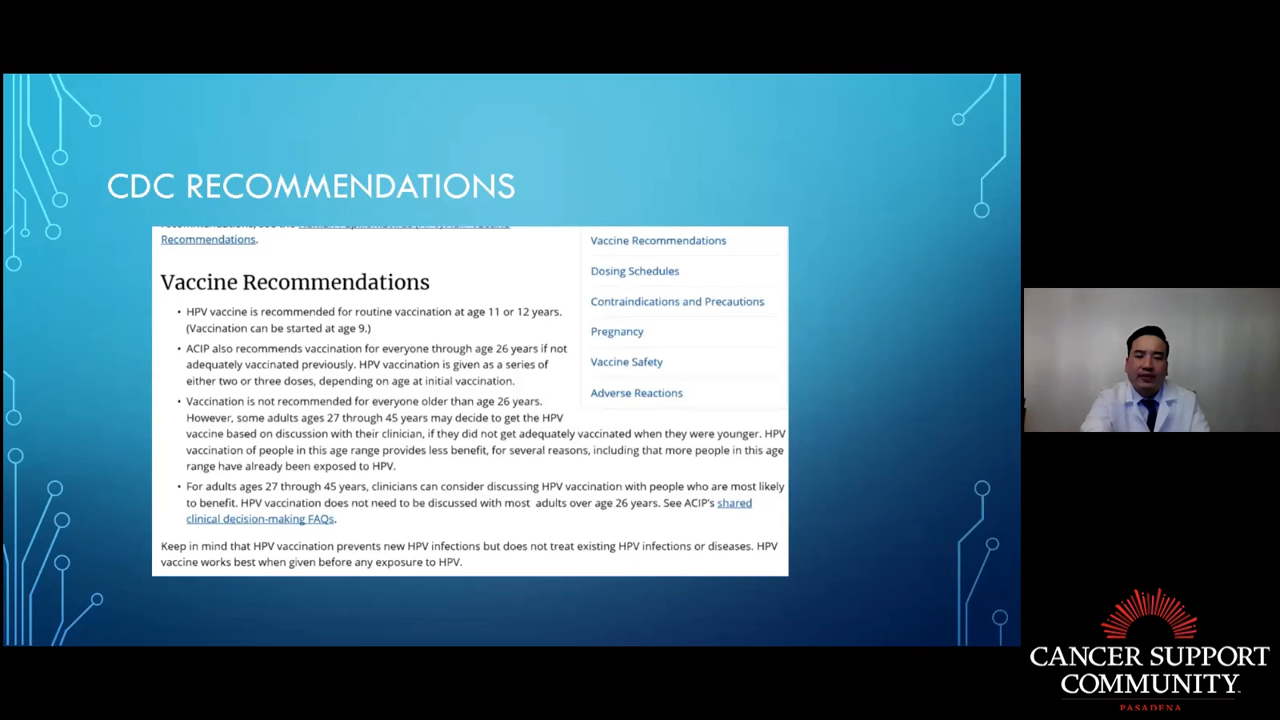 CDC RECOMMENDATIONS
Recommendations.
Vaccine Recommendations
• HPV vaccine is recommended for routine vaccination at age 11 or 12 years.
(Vaccination can be started at age 9.)
• ACIP also recommends vaccination for everyone through age 26 years if not
adequately vaccinated previously. HPV vaccination is given as a series of
either two or three doses, depending on age at initial vaccination.
• Vaccination is not recommended for everyone older than age 26 years.
However, some adults ages 27 through 45 years may decide to get the HPV
vaccine based on discussion with their clinician, if they did not get adequately vaccinated when they were younger. HPV
vaccination of people in this age range provides less benefit, for several reasons, including that more people in this age
range have already been exposed to HPV.
• For adults ages 27 through 45 years, clinicians can consider discussing HPV vaccination with people who are most likely
to benefit. HPV vaccination does not need to be discussed with most adults over age 26 years. See ACIP's shared
clinical decision-making FAQs.
Keep in mind that HPV vaccination prevents new HPV infections but does not treat existing HPV infections or diseases. HPV
vaccine works best when given before any exposure to HPV.
Vaccine Recommendations
Dosing Schedules
Contraindications and Precautions
Pregnancy
Vaccine Safety
Adverse Reactions
CANCER SUPPORT
COMMUNITY
PASADENA